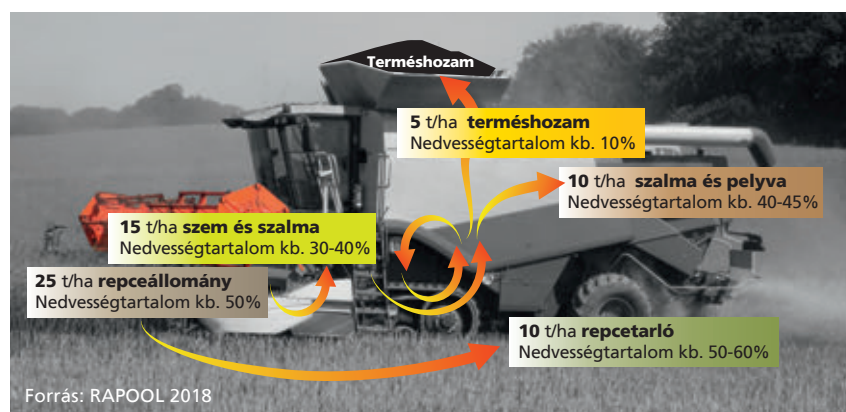 Terméshozam
5 t/ha terméshozam
Nedvességtartalom kb. 10%
10 t/ha szalma és pelyva
Nedvességtartalom kb. 40-45%
15 t/ha szem és szalma
Nedvességtartalom kb. 30-40%
25 t/ha repceállomány
Nedvességtartalom kb. 50%
10 t/ha repcetarló
Nedvességtartalom kb. 50-60%
Forrás: RAPOOL 2018